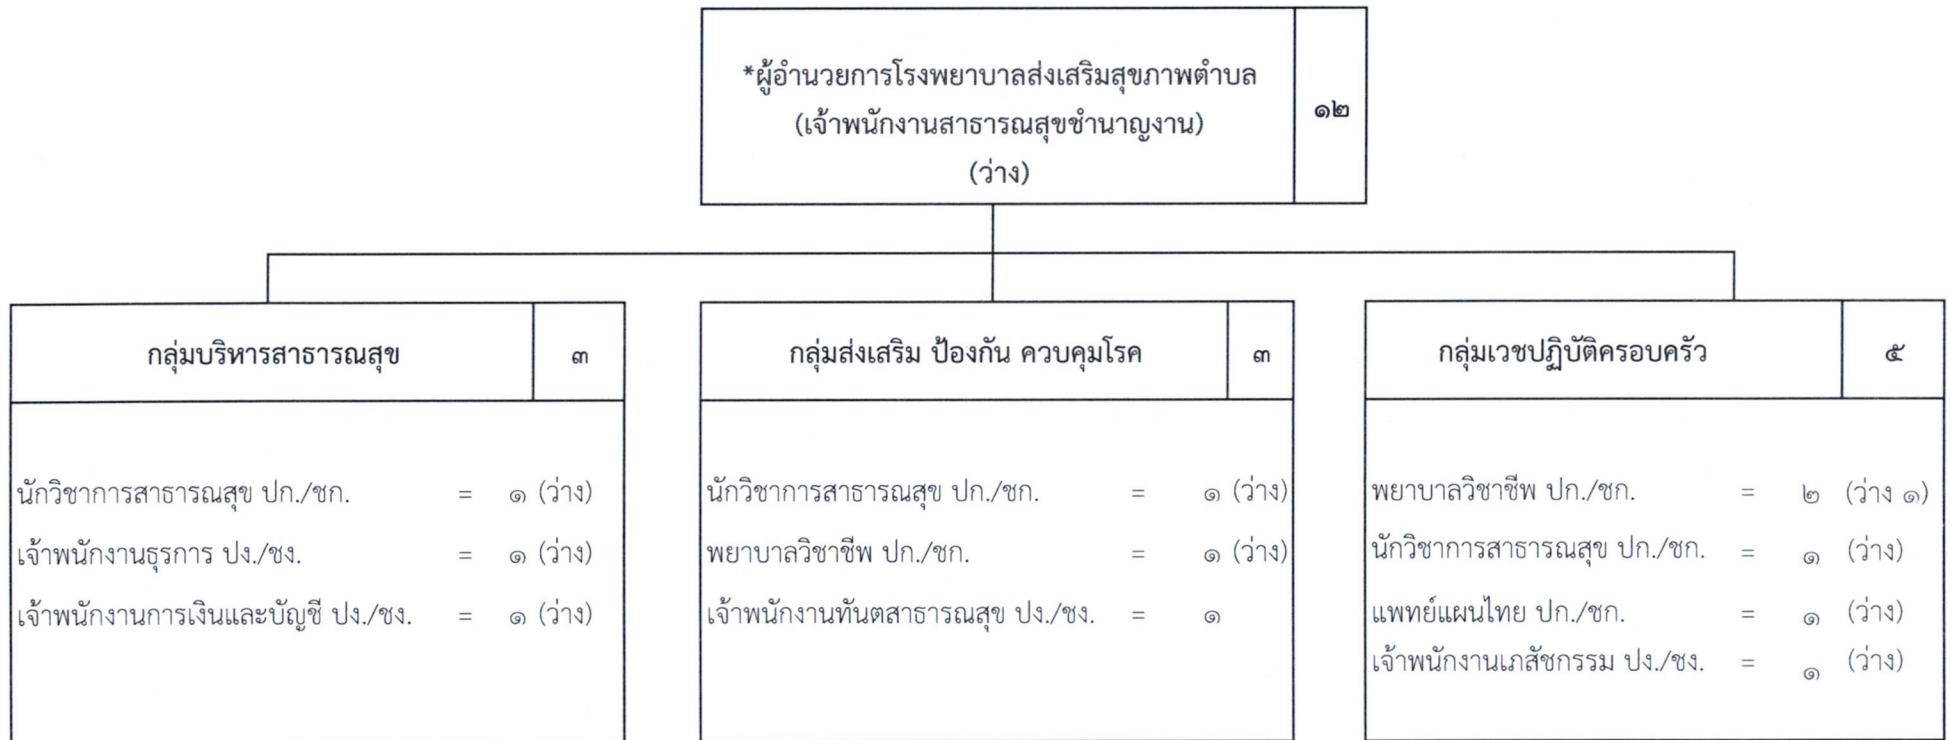 *ผู้อำนวยการโรงพยาบาลส่งเสริมสุขภาพตำบล
(เจ้าพนักงานสาธารณสุขชำนาญงาน)
(ว่าง)
๑๒
กลุ่มบริหารสาธารณสุข ๓
นักวิชาการสาธารณสุข ปก./ชก. = ๑ (ว่าง)
เจ้าพนักงานธุรการ ปง./ชง. = ๑ (ว่าง)
เจ้าพนักงานการเงินและบัญชี ปง./ชง. = ๑ (ว่าง)
กลุ่มส่งเสริม ป้องกัน ควบคุมโรค ๓
นักวิชาการสาธารณสุข ปก./ชก. = ๑ (ว่าง)
พยาบาลวิชาชีพ ปก./ชก. = ๑ (ว่าง)
เจ้าพนักงานทันตสาธารณสุข ปง./ชง. = ๑
กลุ่มเวชปฏิบัติครอบครัว ๕
พยาบาลวิชาชีพ ปก./ชก. = ๒ (ว่าง ๑)
นักวิชาการสาธารณสุข ปก./ชก. = ๑ (ว่าง)
แพทย์แผนไทย ปก./ชก. = ๑ (ว่าง)
เจ้าพนักงานเภสัชกรรม ปง./ชง. = ๑ (ว่าง)